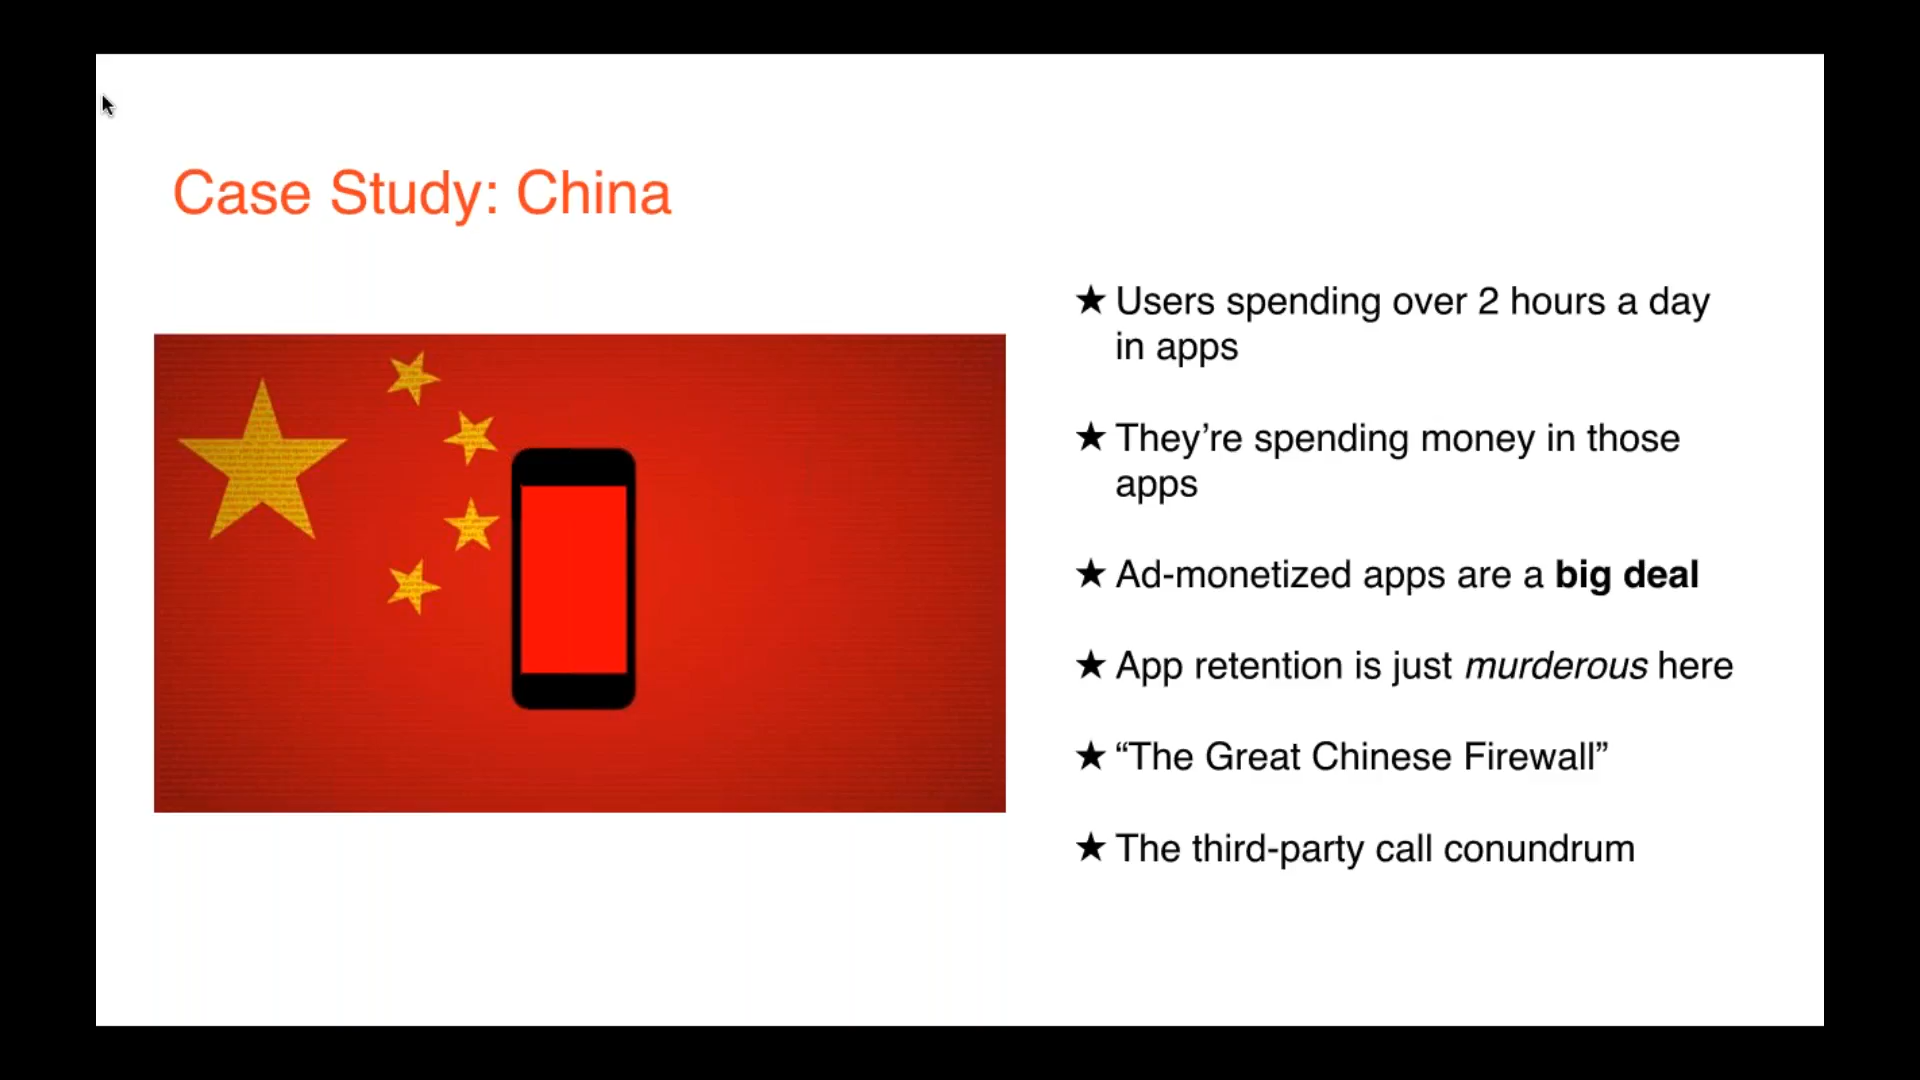 Case Study: China
★ Users spending over 2 hours a day
in apps
★ They’re spending money in those
apps
★ Ad-monetized apps are a big deal
★ App retention is just murderous here
★ “The Great Chinese Firewall”
★ The third-party call conundrum